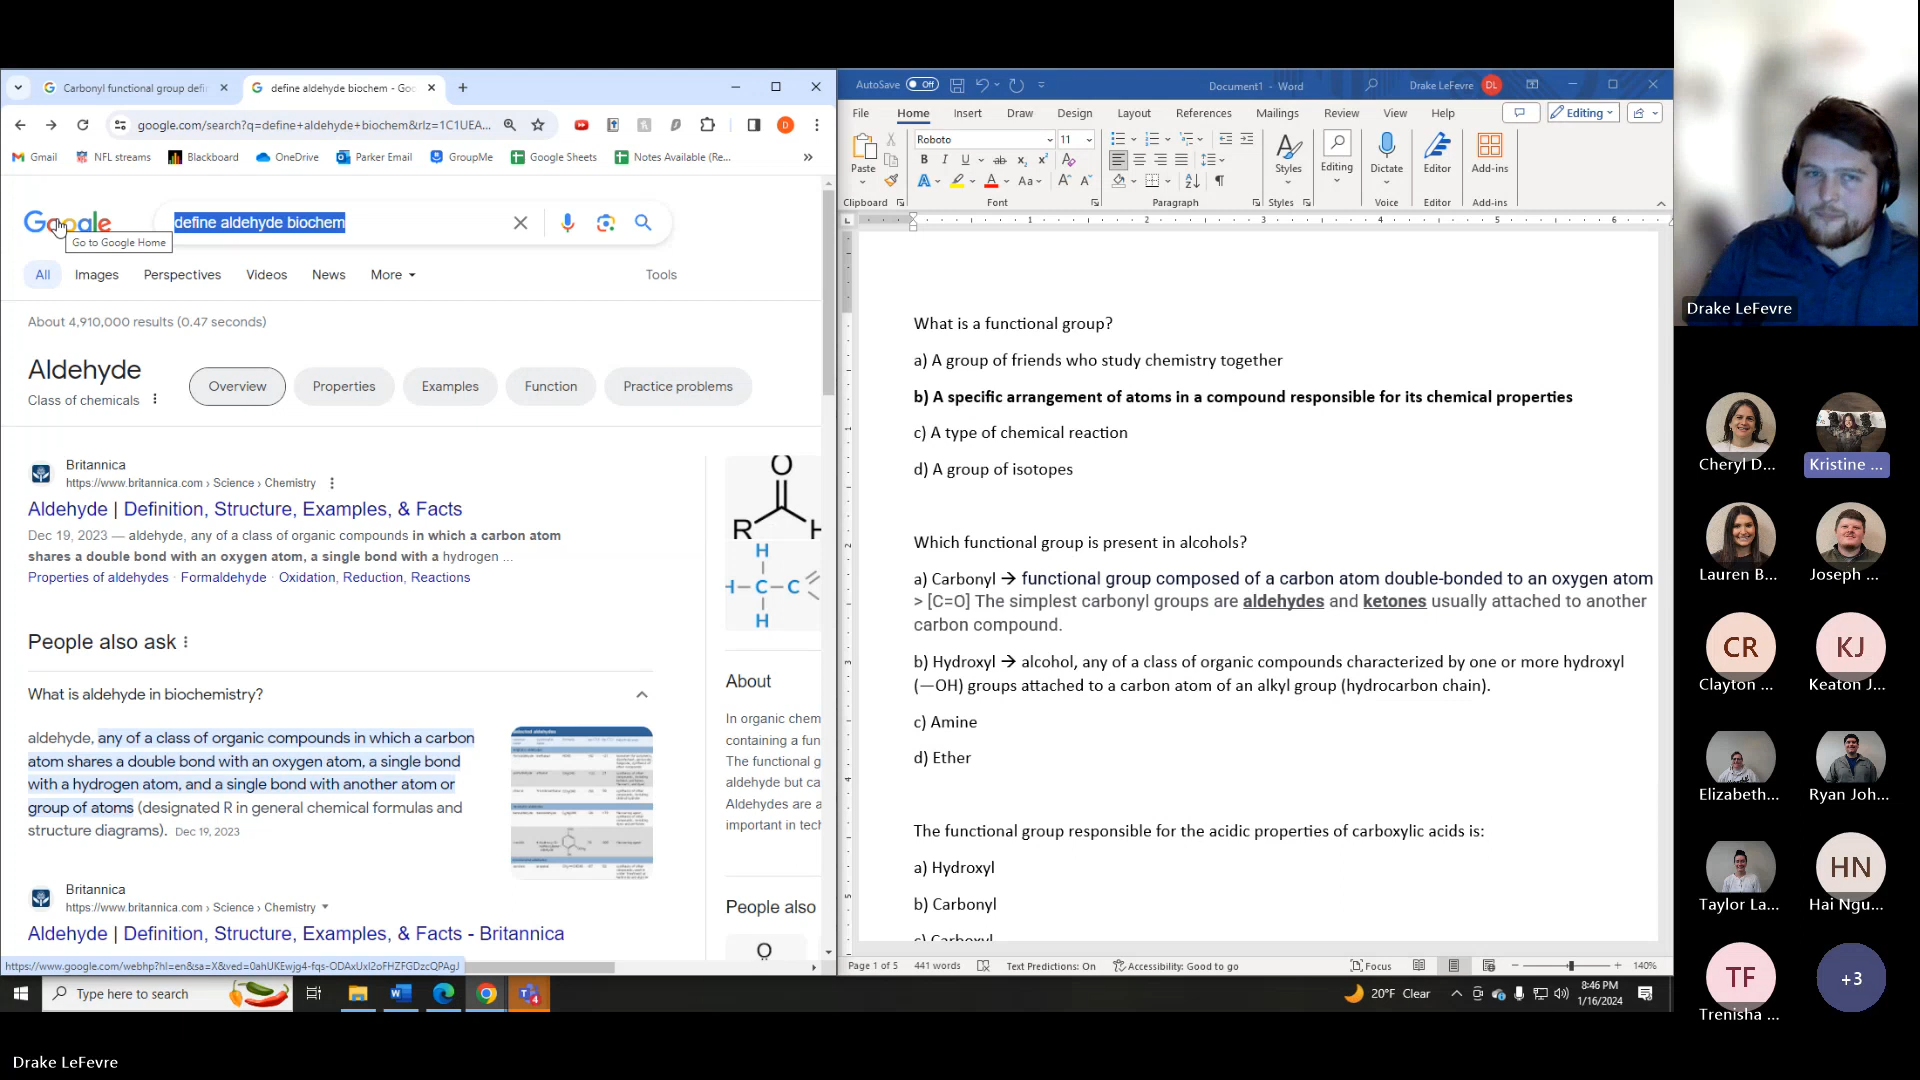 Carbonyl functional group defi
define aldehyde biochem - Goo
google.com/search?q=define+aldehyde+biochem&rlz=1C1UEA...
Gmail
NFL streams
Blackboard
OneDrive
Parker Email
GroupMe
Google Sheets
Notes Available (Re...
Google
define aldehyde biochem
Go to Google Home
All
Images
Perspectives
Videos
News
More
Tools
About 4,910,000 results (0.47 seconds)
Aldehyde
Class of chemicals
Overview
Properties
Examples
Function
Practice problems
Britannica
https://www.britannica.com › Science › Chemistry
Aldehyde | Definition, Structure, Examples, & Facts
Dec 19, 2023 — aldehyde, any of a class of organic compounds in which a carbon atom
shares a double bond with an oxygen atom, a single bond with a hydrogen ...
Properties of aldehydes · Formaldehyde · Oxidation, Reduction, Reactions
People also ask
What is aldehyde in biochemistry?
aldehyde, any of a class of organic compounds in which a carbon
atom shares a double bond with an oxygen atom, a single bond
with a hydrogen atom, and a single bond with another atom or
group of atoms (designated R in general chemical formulas and
structure diagrams). Dec 19, 2023
Britannica
https://www.britannica.com › Science › Chemistry
Aldehyde | Definition, Structure, Examples, & Facts - Britannica
O
R
H
H
H
C
C
H
About
In organic chem
containing a fun
The functional g
aldehyde but ca
Aldehydes are a
important in tech
People also
O
AutoSave
Off
Document1 - Word
Drake LeFevre
DL
File
Home
Insert
Draw
Design
Layout
References
Mailings
Review
View
Help
Editing
Roboto
11
Paste
Styles
Editing
Dictate
Editor
Add-ins
Clipboard
Font
Paragraph
Styles
Voice
Editor
Add-ins
What is a functional group?
a) A group of friends who study chemistry together
b) A specific arrangement of atoms in a compound responsible for its chemical properties
c) A type of chemical reaction
d) A group of isotopes
Which functional group is present in alcohols?
a) Carbonyl → functional group composed of a carbon atom double-bonded to an oxygen atom
> [C=O] The simplest carbonyl groups are aldehydes and ketones usually attached to another
carbon compound.
b) Hydroxyl → alcohol, any of a class of organic compounds characterized by one or more hydroxyl
(―OH) groups attached to a carbon atom of an alkyl group (hydrocarbon chain).
c) Amine
d) Ether
The functional group responsible for the acidic properties of carboxylic acids is:
a) Hydroxyl
b) Carbonyl
c) Carboxyl
Page 1 of 5
441 words
Text Predictions: On
Accessibility: Good to go
Focus
140%
Type here to search
20°F Clear
8:46 PM
1/16/2024
Drake LeFevre
Cheryl D...
Kristine ...
Lauren B...
Joseph ...
CR
Clayton ...
KJ
Keaton J...
Elizabeth...
Ryan Joh...
Taylor La...
HN
Hai Ngu...
TF
Trenisha ...
+3
Drake LeFevre